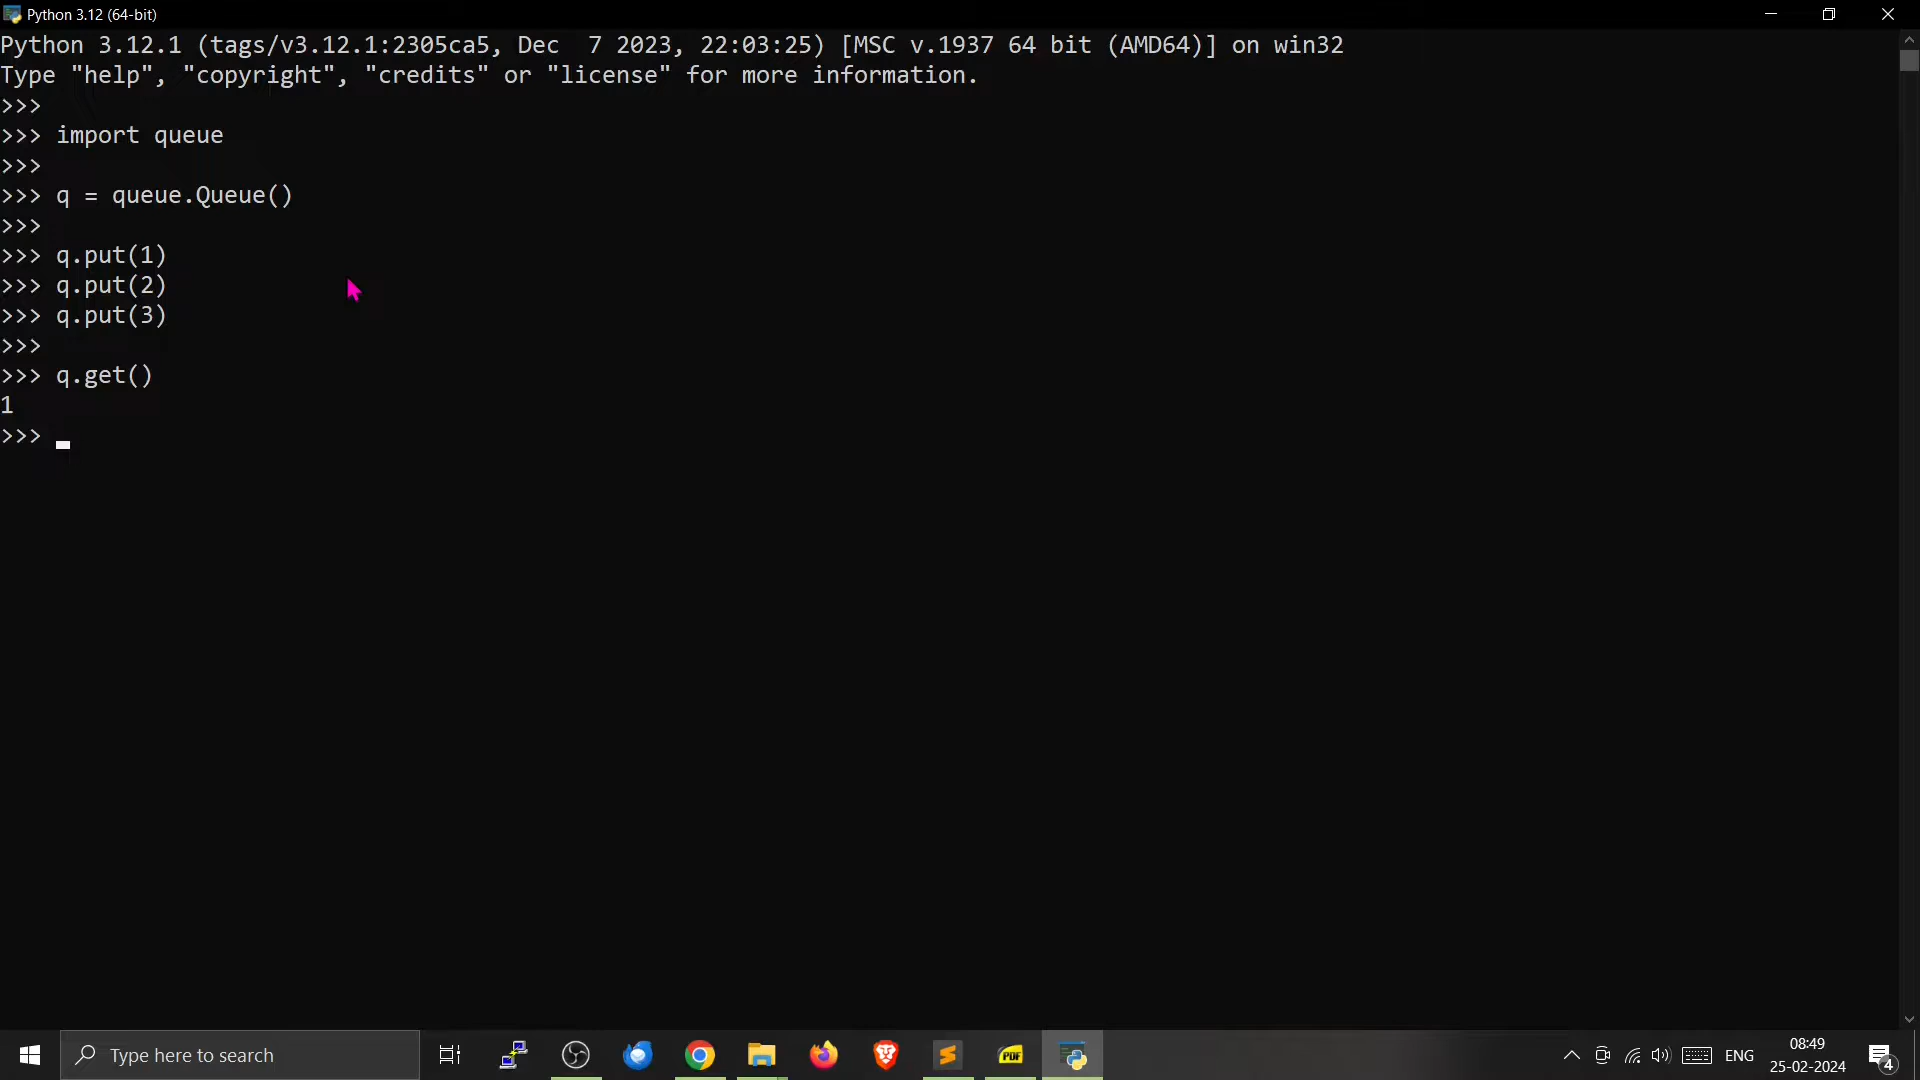 Python 3.12 (64-bit)
Python 3.12.1 (tags/v3.12.1:2305ca5, Dec  7 2023, 22:03:25) [MSC v.1937 64 bit (AMD64)] on win32
Type "help", "copyright", "credits" or "license" for more information.
>>>
>>> import queue
>>>
>>> q = queue.Queue()
>>>
>>> q.put(1)
>>> q.put(2)
>>> q.put(3)
>>>
>>> q.get()
1
>>>
Type here to search
PDF
ENG
08:49
25-02-2024
4